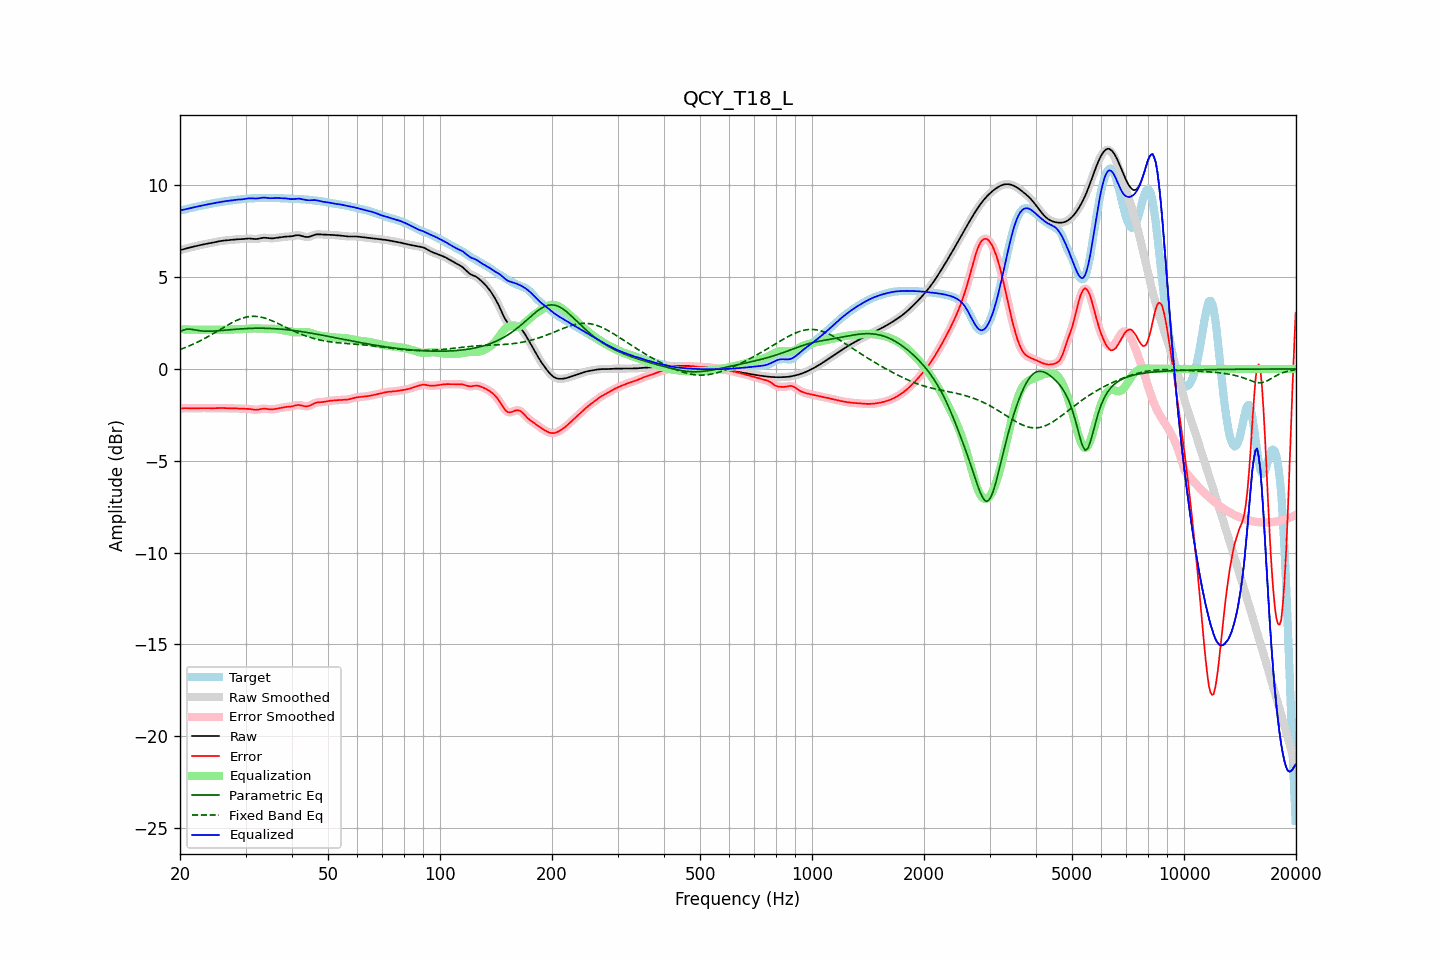 QCY_T18_L
Amplitude (dBr)
10
5
0
−5
−10
−15
−20
−25
Target
Raw Smoothed
Error Smoothed
Raw
Error
Equalization
Parametric Eq
Fixed Band Eq
Equalized
20 50 100 200 500 1000 2000 5000 10000 20000
Frequency (Hz)